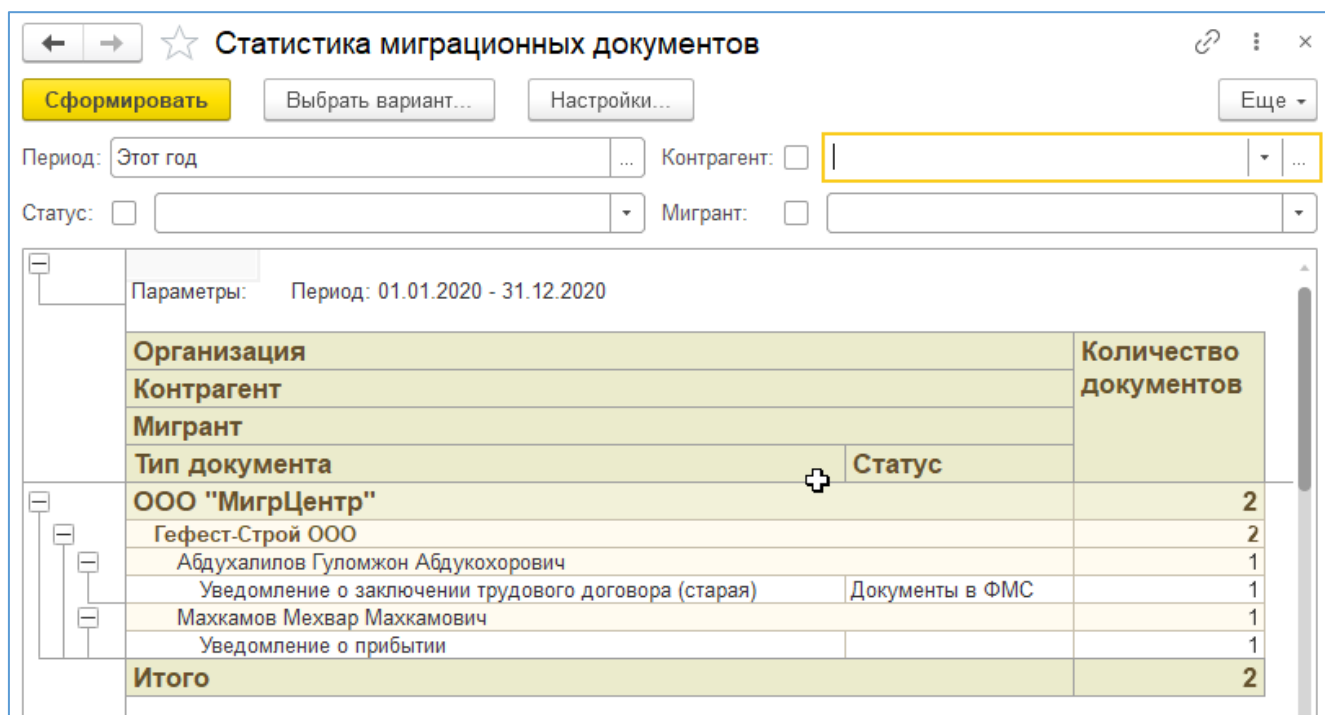 Статистика миграционных документов
Сформировать Выбрать вариант... Настройки... Еще
Период: Этот год ... Контрагент: ...
Статус: Мигрант:
Параметры: Период: 01.01.2020 - 31.12.2020
Организация Количество документов
Контрагент
Мигрант
Тип документа Статус
ООО "МигрЦентр" 2
Гефест-Строй ООО 2
Абдухалилов Гуломжон Абдукохорович 1
Уведомление о заключении трудового договора (старая) Документы в ФМС 1
Махкамов Мехвар Махкамович 1
Уведомление о прибытии 1
Итого 2